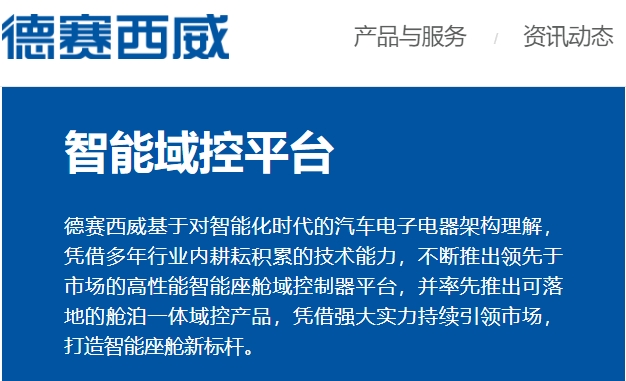 德赛西威
产品与服务 / 资讯动态
智能域控平台
德赛西威基于对智能化时代的汽车电子电器架构理解，
凭借多年行业内耕耘积累的技术能力，不断推出领先于
市场的高性能智能座舱域控制器平台，并率先推出可落
地的舱泊一体域控产品，凭借强大实力持续引领市场，
打造智能座舱新标杆。